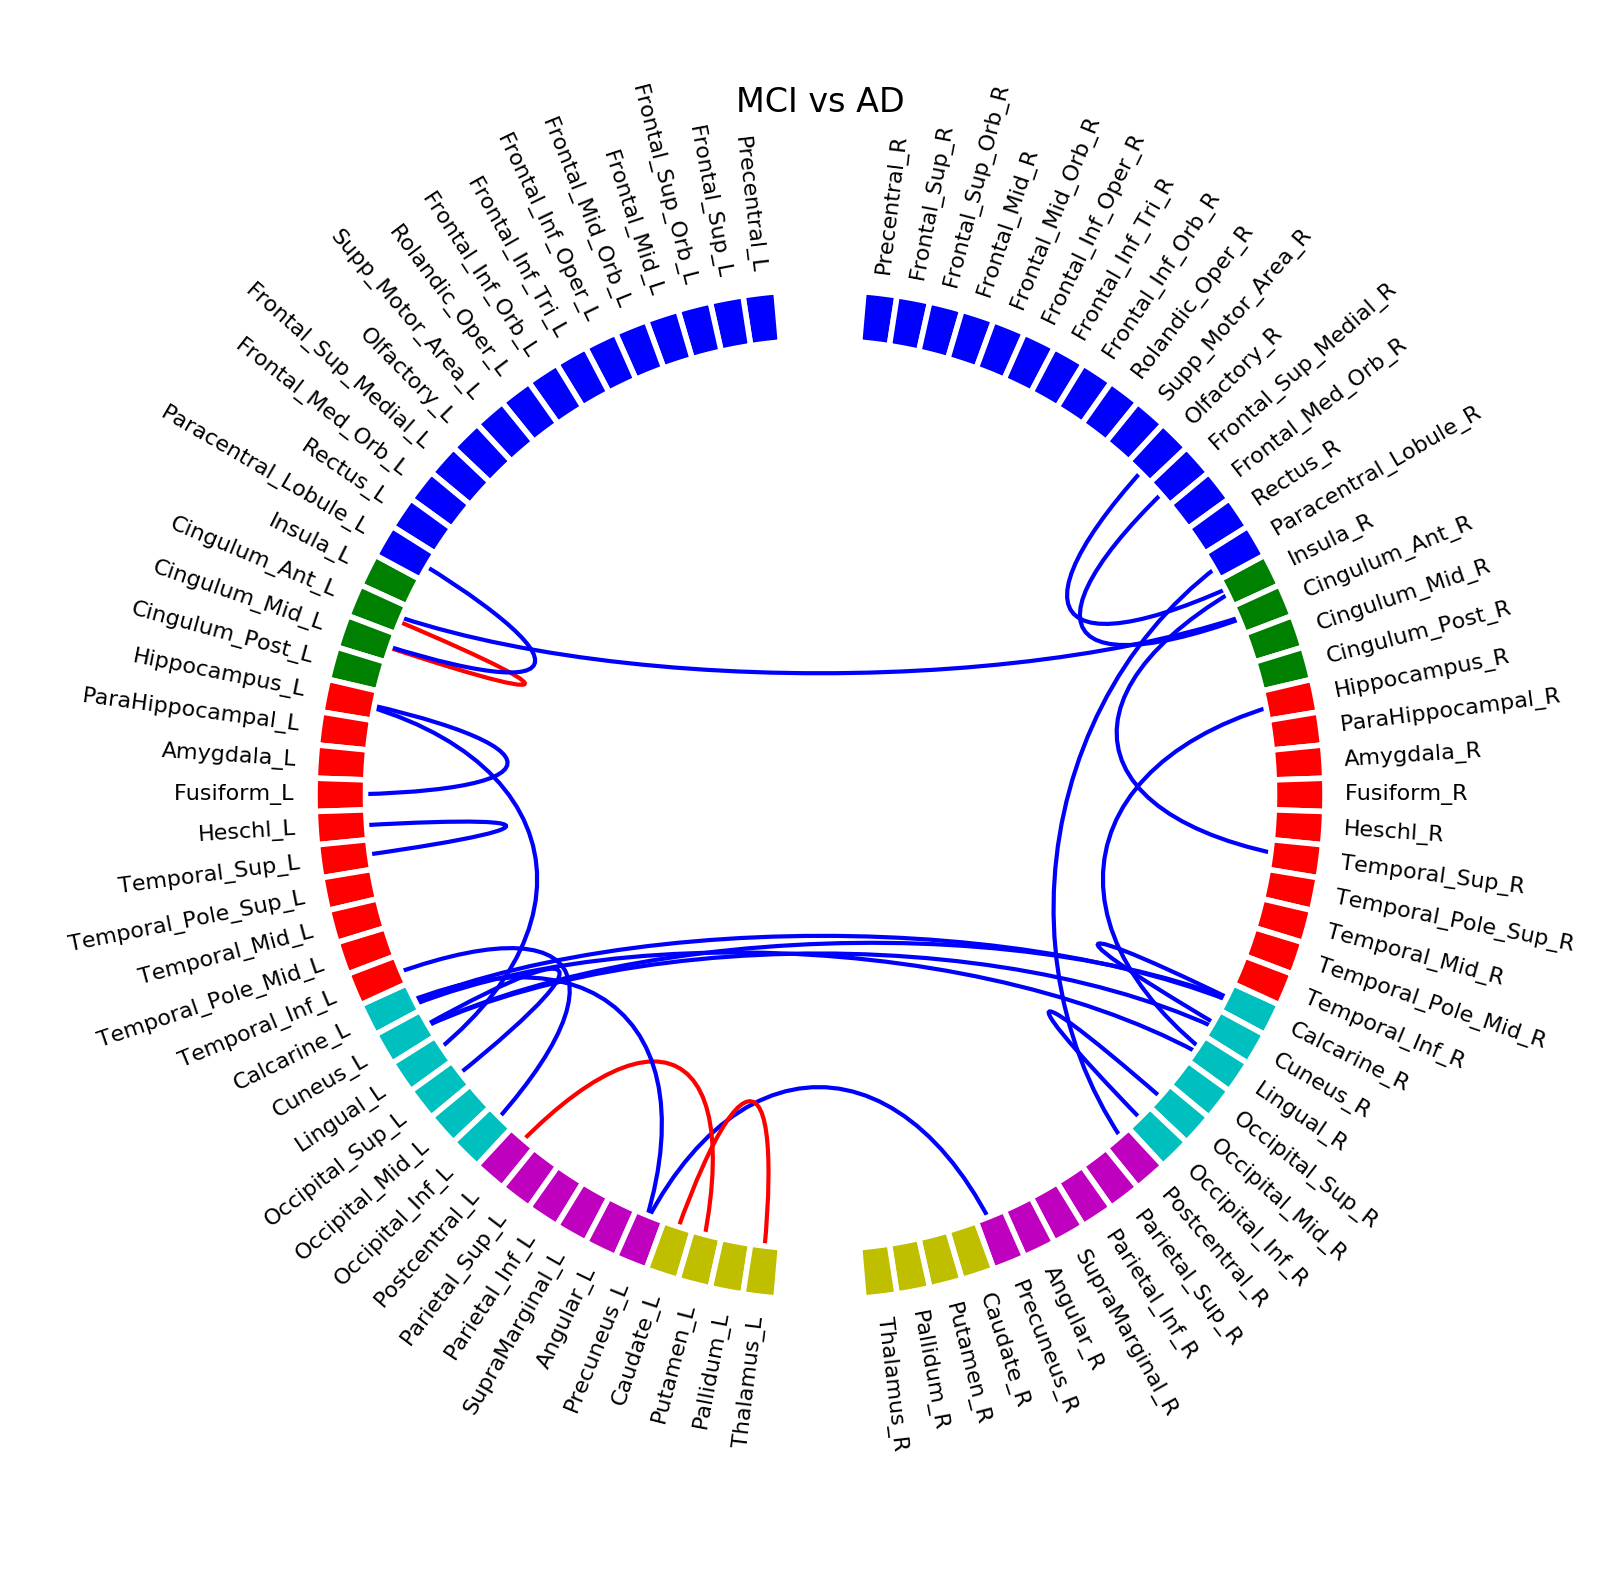 MCI vs AD
Precentral_L
Frontal_Sup_L
Frontal_Sup_Orb_L
Frontal_Mid_L
Frontal_Mid_Orb_L
Frontal_Inf_Oper_L
Frontal_Inf_Tri_L
Frontal_Inf_Orb_L
Rolandic_Oper_L
Supp_Motor_Area_L
Olfactory_L
Frontal_Sup_Medial_L
Frontal_Med_Orb_L
Rectus_L
Paracentral_Lobule_L
Insula_L
Cingulum_Ant_L
Cingulum_Mid_L
Cingulum_Post_L
Hippocampus_L
ParaHippocampal_L
Amygdala_L
Fusiform_L
Heschl_L
Temporal_Sup_L
Temporal_Pole_Sup_L
Temporal_Mid_L
Temporal_Pole_Mid_L
Temporal_Inf_L
Calcarine_L
Cuneus_L
Lingual_L
Occipital_Sup_L
Occipital_Mid_L
Occipital_Inf_L
Postcentral_L
Parietal_Sup_L
Parietal_Inf_L
SupraMarginal_L
Angular_L
Precuneus_L
Caudate_L
Putamen_L
Pallidum_L
Thalamus_L
Thalamus_R
Pallidum_R
Putamen_R
Caudate_R
Precuneus_R
Angular_R
SupraMarginal_R
Parietal_Inf_R
Parietal_Sup_R
Postcentral_R
Occipital_Inf_R
Occipital_Mid_R
Occipital_Sup_R
Lingual_R
Cuneus_R
Calcarine_R
Temporal_Inf_R
Temporal_Pole_Mid_R
Temporal_Mid_R
Temporal_Pole_Sup_R
Temporal_Sup_R
Heschl_R
Fusiform_R
Amygdala_R
ParaHippocampal_R
Hippocampus_R
Cingulum_Post_R
Cingulum_Mid_R
Cingulum_Ant_R
Insula_R
Paracentral_Lobule_R
Rectus_R
Frontal_Med_Orb_R
Frontal_Sup_Medial_R
Olfactory_R
Supp_Motor_Area_R
Rolandic_Oper_R
Frontal_Inf_Orb_R
Frontal_Inf_Tri_R
Frontal_Inf_Oper_R
Frontal_Mid_Orb_R
Frontal_Mid_R
Frontal_Sup_Orb_R
Frontal_Sup_R
Precentral_R